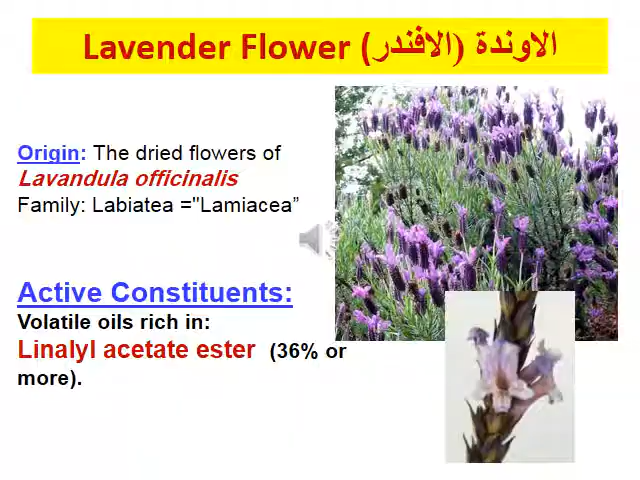 Lavender Flower (الاوندة (الافندر
Origin: The dried flowers of
Lavandula officinalis
Family: Labiatea ="Lamiacea”
Active Constituents:
Volatile oils rich in:
Linalyl acetate ester (36% or
more).